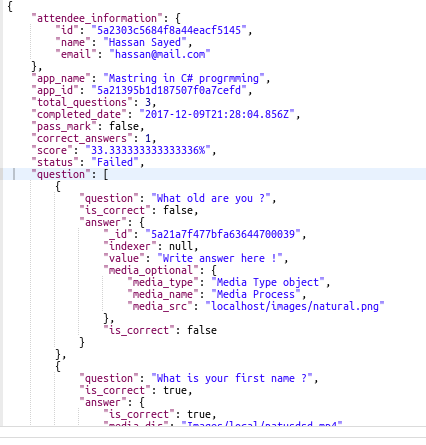 {
"attendee_information": {
"id": "5a2303c5684f8a44eacf5145",
"name": "Hassan Sayed",
"email": "hassan@mail.com"
},
"app_name": "Mastring in C# progrmming",
"app_id": "5a21395b1d187507f0a7cefd",
"total_questions": 3,
"completed_date": "2017-12-09T21:28:04.856Z",
"pass_mark": false,
"correct_answers": 1,
"score": "33.333333333333336%",
"status": "Failed",
"question": [
{
"question": "What old are you ?",
"is_correct": false,
"answer": {
"_id": "5a21a7f477bfa63644700039",
"indexer": null,
"value": "Write answer here !",
"media_optional": {
"media_type": "Media Type object",
"media_name": "Media Process",
"media_src": "localhost/images/natural.png"
},
"is_correct": false
}
},
{
"question": "What is your first name ?",
"is_correct": true,
"answer": {
"is_correct": true,